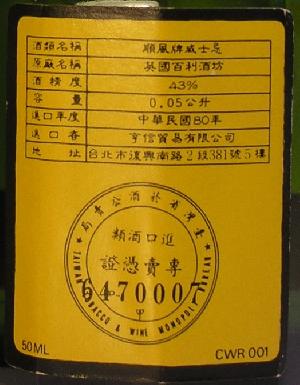 酒類名稱 順風牌威士忌
原廠名稱 英國百利酒坊
酒精度 43%
容量 0.05公升
進口年度 中華民國80年
進口商 亨信貿易有限公司
地址 台北市復興南路2段381號5樓
臺灣省菸酒公賣局
進口酒類
專賣憑證
6470007
甲
TAIWAN TOBACCO & WINE MONOPOLY BUREAU
50ML
CWR 001